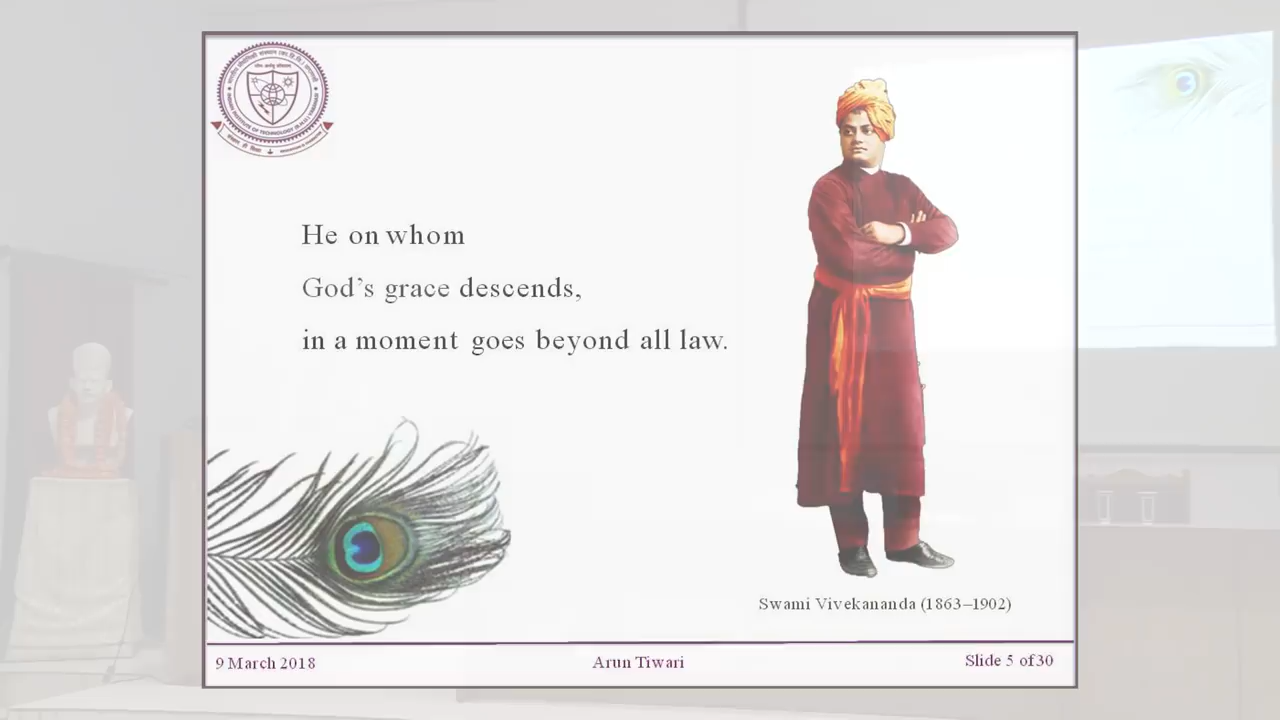 He on whom
God’s grace descends,
in a moment goes beyond all law.
Swami Vivekananda (1863–1902)
9 March 2018
Arun Tiwari
Slide 5 of 30